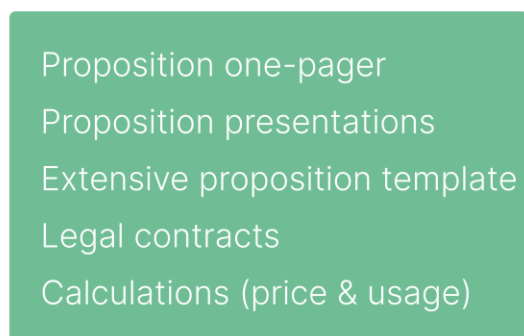 Proposition one-pager
Proposition presentations
Extensive proposition template
Legal contracts
Calculations (price & usage)